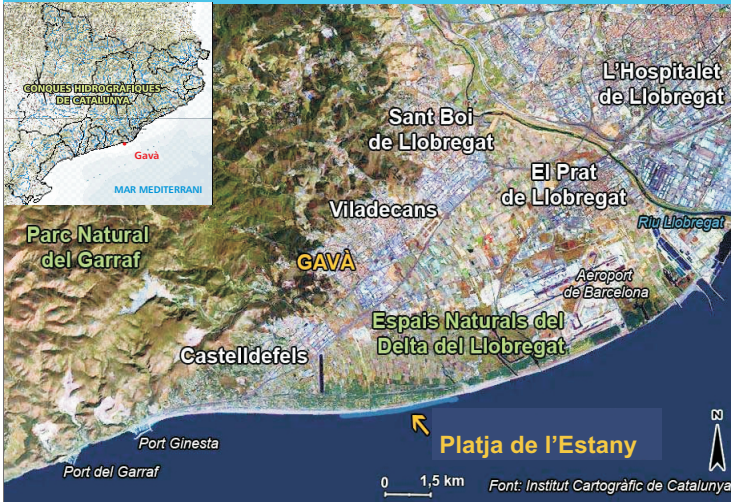 CONQUES HIDROGRÀFIQUES
DE CATALUNYA
Gavà
MAR MEDITERRANI
L'Hospitalet
de Llobregat
Sant Boi
de Llobregat
El Prat
de Llobregat
Viladecans
Riu Llobregat
Parc Natural
del Garraf
GAVÀ
Aeroport
de Barcelona
Espais Naturals del
Delta del Llobregat
Castelldefels
Port Ginesta
Port del Garraf
Platja de l'Estany
N
0 1,5 km
Font: Institut Cartogràfic de Catalunya